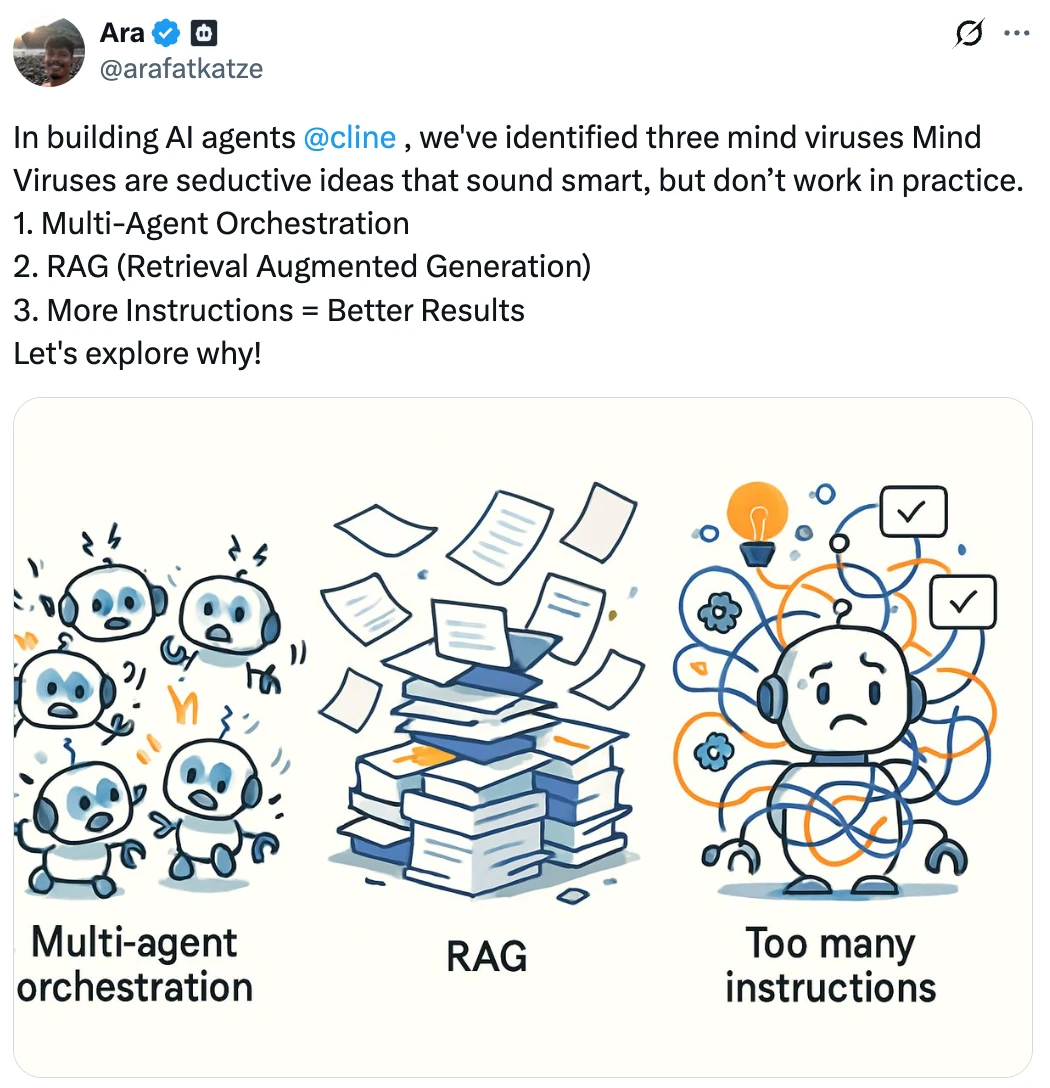 Ara
@arafatkatze
In building AI agents @cline , we've identified three mind viruses Mind
Viruses are seductive ideas that sound smart, but don’t work in practice.
1. Multi-Agent Orchestration
2. RAG (Retrieval Augmented Generation)
3. More Instructions = Better Results
Let's explore why!
Multi-agent
orchestration
RAG
Too many
instructions